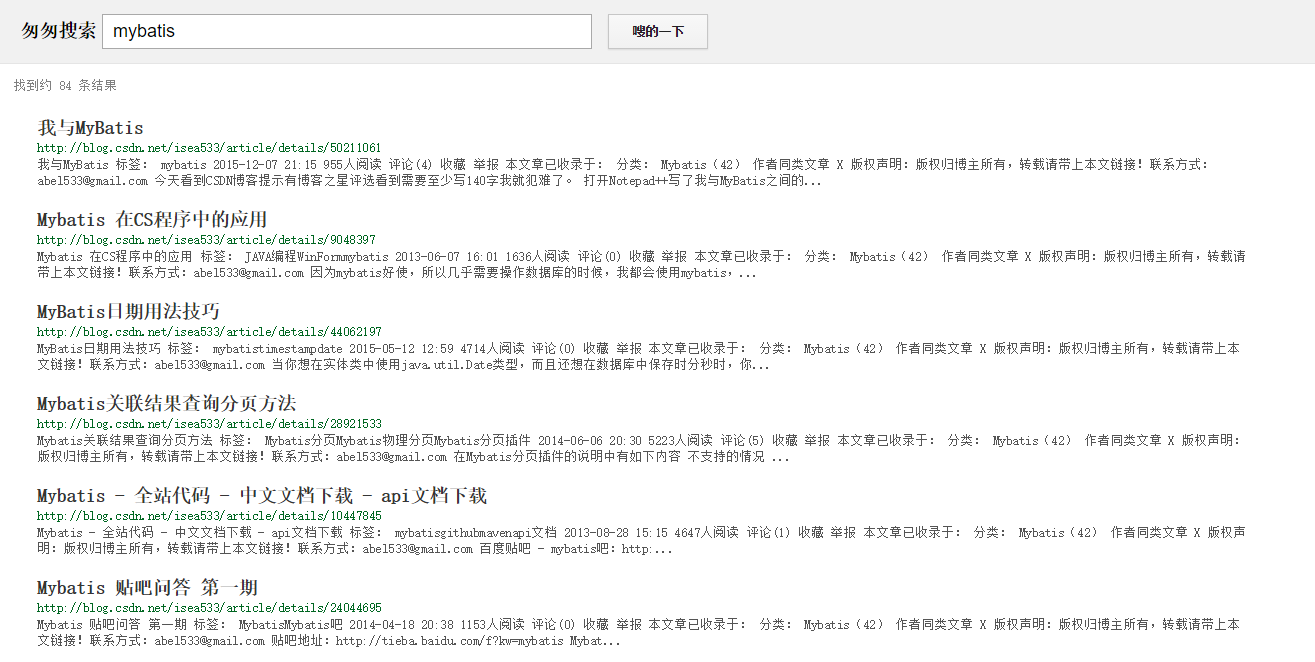 匆匆搜索 mybatis 嗖的一下
找到约 84 条结果
我与MyBatis
http://blog.csdn.net/isea533/article/details/50211061
我与MyBatis 标签： mybatis 2015-12-07 21:15 955人阅读 评论(4) 收藏 举报 本文章已收录于： 分类： Mybatis（42） 作者同类文章 X 版权声明：版权归博主所有，转载请带上本文链接！联系方式：
abel533@gmail.com 今天看到CSDN博客提示有博客之星评选看到需要至少写140字我就犯难了。 打开Notepad++写了我与MyBatis之间的...
Mybatis 在CS程序中的应用
http://blog.csdn.net/isea533/article/details/9048397
Mybatis 在CS程序中的应用 标签： JAVA编程WinFormmybatis 2013-06-07 16:01 1636人阅读 评论(0) 收藏 举报 本文章已收录于： 分类： Mybatis（42） 作者同类文章 X 版权声明：版权归博主所有，转载请
带上本文链接！联系方式：abel533@gmail.com 因为mybatis好使，所以几乎需要操作数据库的时候，我都会使用mybatis，...
MyBatis日期用法技巧
http://blog.csdn.net/isea533/article/details/44062197
MyBatis日期用法技巧 标签： mybatistimestampdate 2015-05-12 12:59 4714人阅读 评论(0) 收藏 举报 本文章已收录于： 分类： Mybatis（42） 作者同类文章 X 版权声明：版权归博主所有，转载请带上本
文链接！联系方式：abel533@gmail.com 当你想在实体类中使用java.util.Date类型，而且还想在数据库中保存时分秒时，你...
Mybatis关联结果查询分页方法
http://blog.csdn.net/isea533/article/details/28921533
Mybatis关联结果查询分页方法 标签： Mybatis分页Mybatis物理分页Mybatis分页插件 2014-06-06 20:30 5223人阅读 评论(5) 收藏 举报 本文章已收录于： 分类： Mybatis（42） 作者同类文章 X 版权声明：
版权归博主所有，转载请带上本文链接！联系方式：abel533@gmail.com 在Mybatis分页插件的说明中有如下内容 不支持的情况 ...
Mybatis - 全站代码 - 中文文档下载 - api文档下载
http://blog.csdn.net/isea533/article/details/10447845
Mybatis - 全站代码 - 中文文档下载 - api文档下载 标签： mybatisgithubmavenapi文档 2013-08-28 15:15 4647人阅读 评论(1) 收藏 举报 本文章已收录于： 分类： Mybatis（42） 作者同类文章 X 版权声
明：版权归博主所有，转载请带上本文链接！联系方式：abel533@gmail.com 百度贴吧 - mybatis吧：http:...
Mybatis 贴吧问答 第一期
http://blog.csdn.net/isea533/article/details/24044695
Mybatis 贴吧问答 第一期 标签： MybatisMybatis吧 2014-04-18 20:38 1153人阅读 评论(0) 收藏 举报 本文章已收录于： 分类： Mybatis（42） 作者同类文章 X 版权声明：版权归博主所有，转载请带上本
文链接！联系方式：abel533@gmail.com 贴吧地址：http://tieba.baidu.com/f?kw=mybatis Mybat...